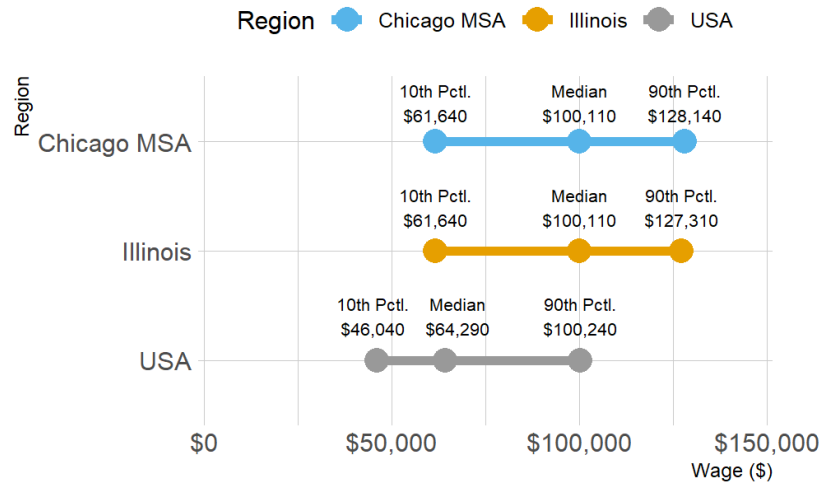 Region Chicago MSA Illinois USA
Region
10th Pctl. Median 90th Pctl.
$61,640 $100,110 $128,140
Chicago MSA
10th Pctl. Median 90th Pctl.
$61,640 $100,110 $127,310
Illinois
10th Pctl. Median 90th Pctl.
$46,040 $64,290 $100,240
USA
$0 $50,000 $100,000 $150,000
Wage ($)